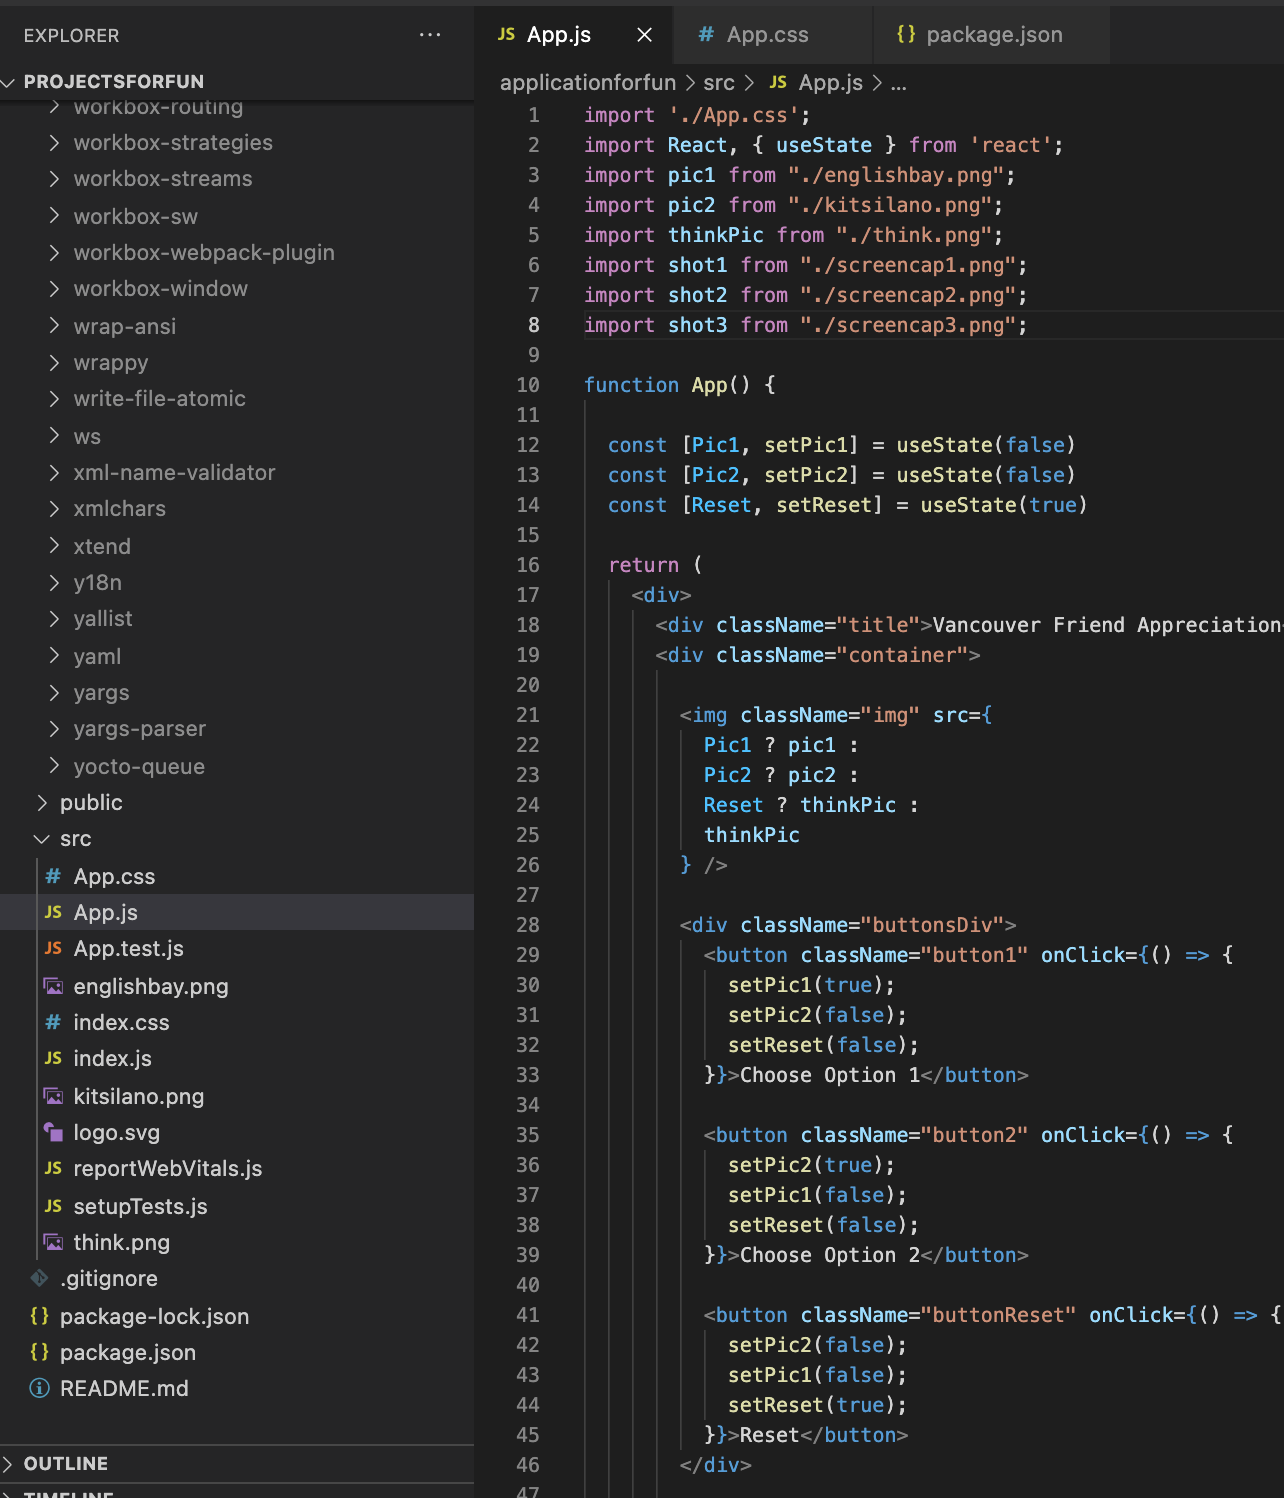 EXPLORER
PROJECTSFORFUN
workbox-routing
workbox-strategies
workbox-streams
workbox-sw
workbox-webpack-plugin
workbox-window
wrap-ansi
wrappy
write-file-atomic
ws
xml-name-validator
xmlchars
xtend
y18n
yallist
yaml
yargs
yargs-parser
yocto-queue
public
src
# App.css
JS App.js
JS App.test.js
englishbay.png
# index.css
JS index.js
kitsilano.png
logo.svg
JS reportWebVitals.js
JS setupTests.js
think.png
.gitignore
{} package-lock.json
{} package.json
README.md
OUTLINE
TIMELINE
JS App.js
# App.css
{} package.json
applicationforfun > src > JS App.js > ...
1 import './App.css';
2 import React, { useState } from 'react';
3 import pic1 from "./englishbay.png";
4 import pic2 from "./kitsilano.png";
5 import thinkPic from "./think.png";
6 import shot1 from "./screencap1.png";
7 import shot2 from "./screencap2.png";
8 import shot3 from "./screencap3.png";
9
10 function App() {
11
12 const [Pic1, setPic1] = useState(false)
13 const [Pic2, setPic2] = useState(false)
14 const [Reset, setReset] = useState(true)
15
16 return (
17 <div>
18 <div className="title">Vancouver Friend Appreciation
19 <div className="container">
20
21 <img className="img" src={
22 Pic1 ? pic1 :
23 Pic2 ? pic2 :
24 Reset ? thinkPic :
25 thinkPic
26 } />
27
28 <div className="buttonsDiv">
29 <button className="button1" onClick={() => {
30 setPic1(true);
31 setPic2(false);
32 setReset(false);
33 }}>Choose Option 1</button>
34
35 <button className="button2" onClick={() => {
36 setPic2(true);
37 setPic1(false);
38 setReset(false);
39 }}>Choose Option 2</button>
40
41 <button className="buttonReset" onClick={() => {
42 setPic2(false);
43 setPic1(false);
44 setReset(true);
45 }}>Reset</button>
46 </div>
47